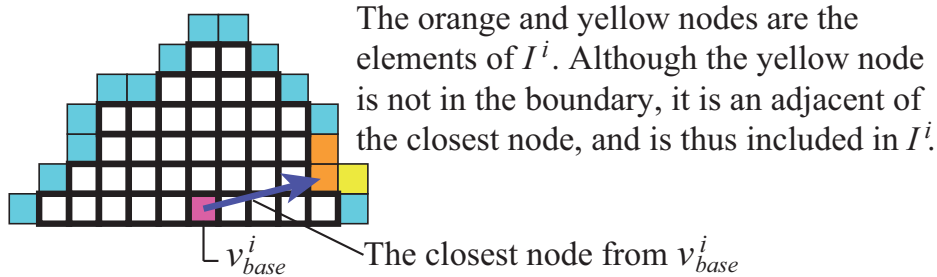 The orange and yellow nodes are the
elements of I^i. Although the yellow node
is not in the boundary, it is an adjacent of
the closest node, and is thus included in I^i.
v^i_base
The closest node from v^i_base